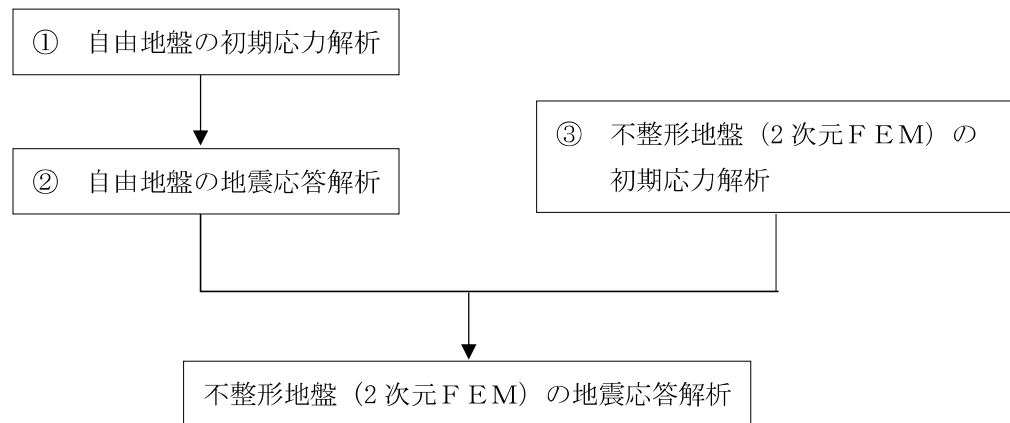 ① 自由地盤の初期応力解析
② 自由地盤の地震応答解析
③ 不整形地盤（2次元ＦＥＭ）の
初期応力解析
不整形地盤（2次元ＦＥＭ）の地震応答解析